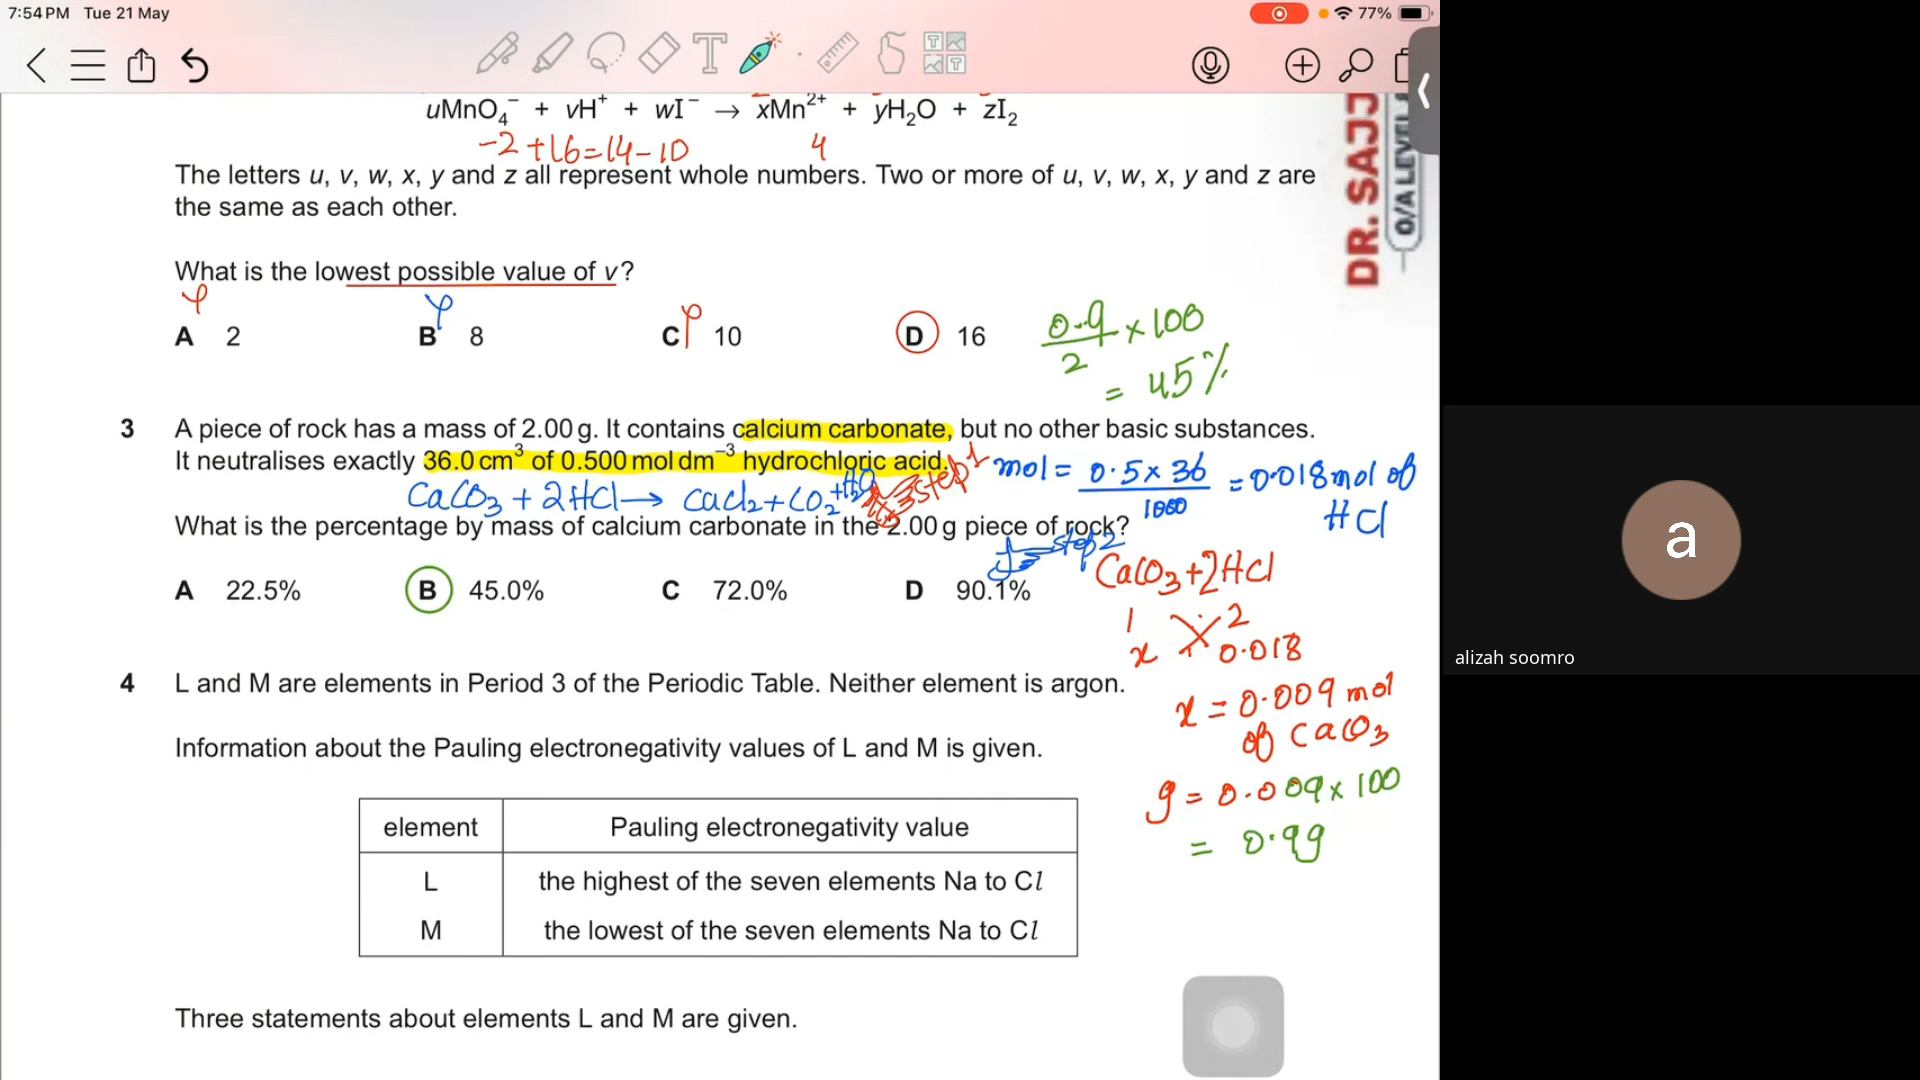 7:54 PM Tue 21 May
77%
uMnO₄⁻ + vH⁺ + wI⁻ → xMn²⁺ + yH₂O + zI₂
-2 +16=14-10 4
The letters u, v, w, x, y and z all represent whole numbers. Two or more of u, v, w, x, y and z are
the same as each other.
DR. SAJJ
O/A LEVEL
What is the lowest possible value of v?
A 2 B 8 C 10 D 16
0.9/2 × 100
= 45%
3 A piece of rock has a mass of 2.00 g. It contains calcium carbonate, but no other basic substances.
It neutralises exactly 36.0 cm³ of 0.500 mol dm⁻³ hydrochloric acid.
step 1
mol = 0.5 × 36 / 1000 = 0.018 mol of
HCl
CaCO₃ + 2HCl → CaCl₂ + CO₂ + H₂O
What is the percentage by mass of calcium carbonate in the 2.00 g piece of rock?
step 2
CaCO₃ + 2HCl
A 22.5% B 45.0% C 72.0% D 90.1%
1 2
x 0.018
x = 0.009 mol
of CaCO₃
g = 0.009 × 100
= 0.9g
4 L and M are elements in Period 3 of the Periodic Table. Neither element is argon.
Information about the Pauling electronegativity values of L and M is given.
element Pauling electronegativity value
L the highest of the seven elements Na to Cl
M the lowest of the seven elements Na to Cl
Three statements about elements L and M are given.
a
alizah soomro